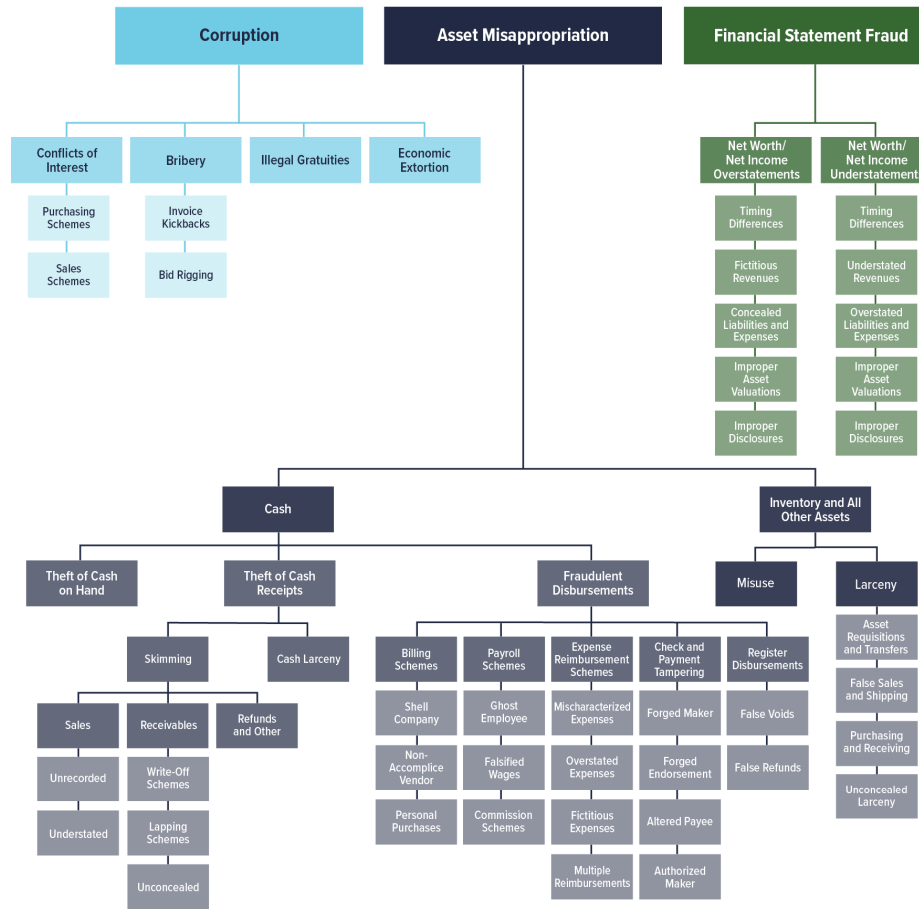 Corruption
Asset Misappropriation
Financial Statement Fraud
Conflicts of
Interest
Bribery
Illegal Gratuities
Economic
Extortion
Net Worth/
Net Income
Overstatements
Net Worth/
Net Income
Understatements
Purchasing
Schemes
Invoice
Kickbacks
Timing
Differences
Timing
Differences
Sales
Schemes
Bid Rigging
Fictitious
Revenues
Understated
Revenues
Concealed
Liabilities and
Expenses
Overstated
Liabilities and
Expenses
Improper
Asset
Valuations
Improper
Asset
Valuations
Improper
Disclosures
Improper
Disclosures
Cash
Inventory and All
Other Assets
Theft of Cash
on Hand
Theft of Cash
Receipts
Fraudulent
Disbursements
Misuse
Larceny
Skimming
Cash Larceny
Billing
Schemes
Payroll
Schemes
Expense
Reimbursement
Schemes
Check and
Payment
Tampering
Register
Disbursements
Asset
Requisitions
and Transfers
Sales
Receivables
Refunds
and Other
Shell
Company
Ghost
Employee
Mischaracterized
Expenses
Forged Maker
False Voids
False Sales
and Shipping
Unrecorded
Write-Off
Schemes
Non-
Accomplice
Vendor
Falsified
Wages
Overstated
Expenses
Forged
Endorsement
False Refunds
Purchasing
and Receiving
Understated
Lapping
Schemes
Personal
Purchases
Commission
Schemes
Fictitious
Expenses
Altered Payee
Unconcealed
Larceny
Unconcealed
Multiple
Reimbursements
Authorized
Maker